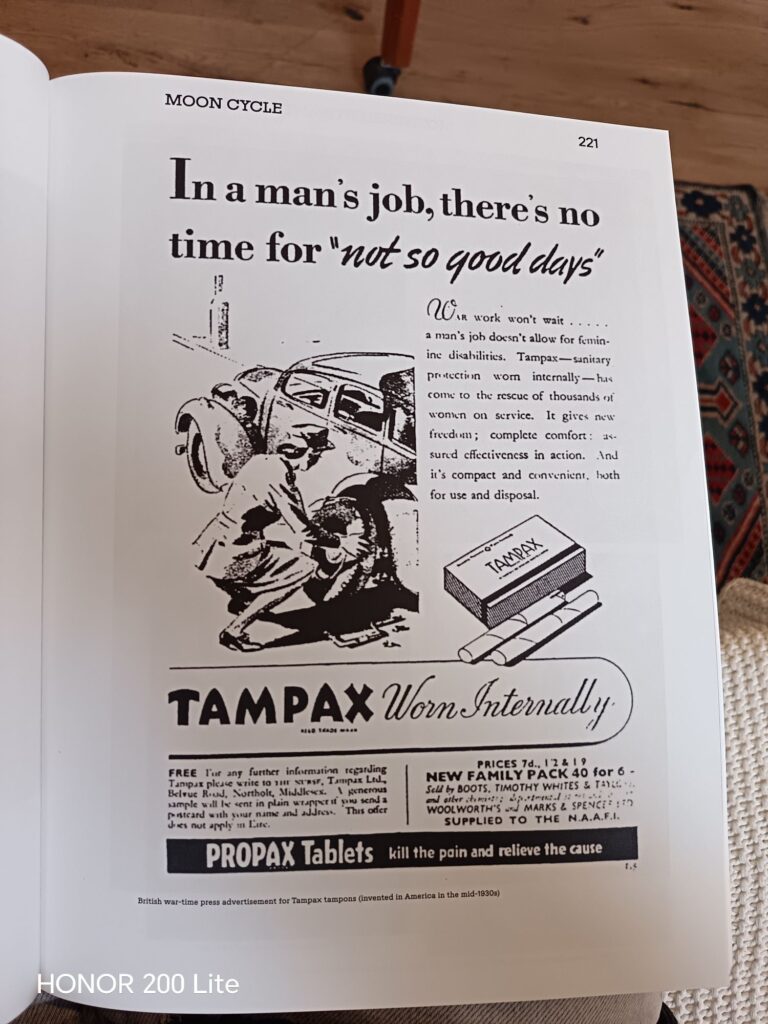 MOON CYCLE
221
In a man's job, there's no
time for "not so good days"
WAR work won't wait . . . . .
a man's job doesn't allow for femin-
ine disabilities. Tampax—sanitary
protection worn internally—has
come to the rescue of thousands of
women on service. It gives new
freedom; complete comfort: as-
sured effectiveness in action. And
it's compact and convenient, both
for use and disposal.
TAMPAX
TAMPAX Worn Internally.
REGD TRADE MARK
FREE For any further information regarding
Tampax please write to THE NURSE, Tampax Ltd.,
Belvue Road, Northolt, Middlesex. A generous
sample will be sent in plain wrapper if you send a
postcard with your name and address. This offer
does not apply in Eire.
PRICES 7d., 1'2 & 1'9
NEW FAMILY PACK 40 for 6 -
Sold by BOOTS, TIMOTHY WHITES & TAYLORS
and other chemists, departmental
WOOLWORTH'S and MARKS & SPENCER LTD
SUPPLIED TO THE N.A.A.F.I.
PROPAX Tablets kill the pain and relieve the cause
British war-time press advertisement for Tampax tampons (invented in America in the mid-1930s)
HONOR 200 Lite